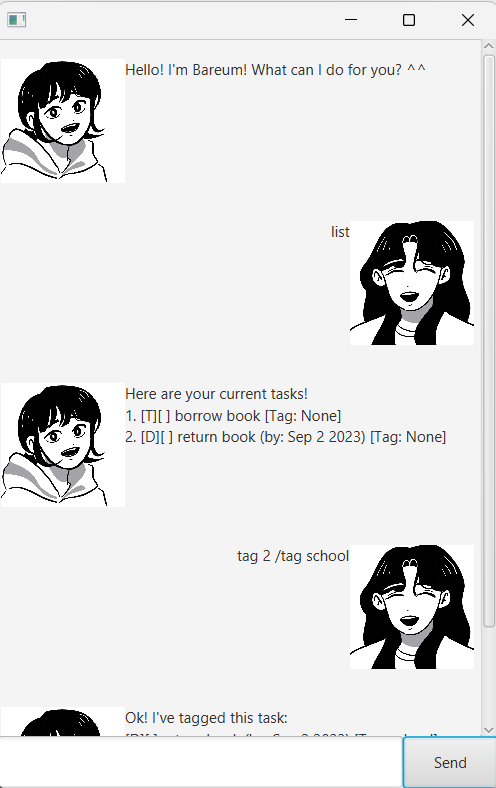 Hello! I'm Bareum! What can I do for you? ^^
list
Here are your current tasks!
1. [T][ ] borrow book [Tag: None]
2. [D][ ] return book (by: Sep 2 2023) [Tag: None]
tag 2 /tag school
Ok! I've tagged this task:
Send